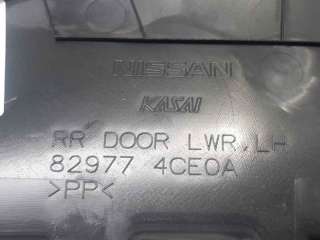 NISSAN
KASAI
RR DOOR LWR,LH
82977 4CE0A
>PP<